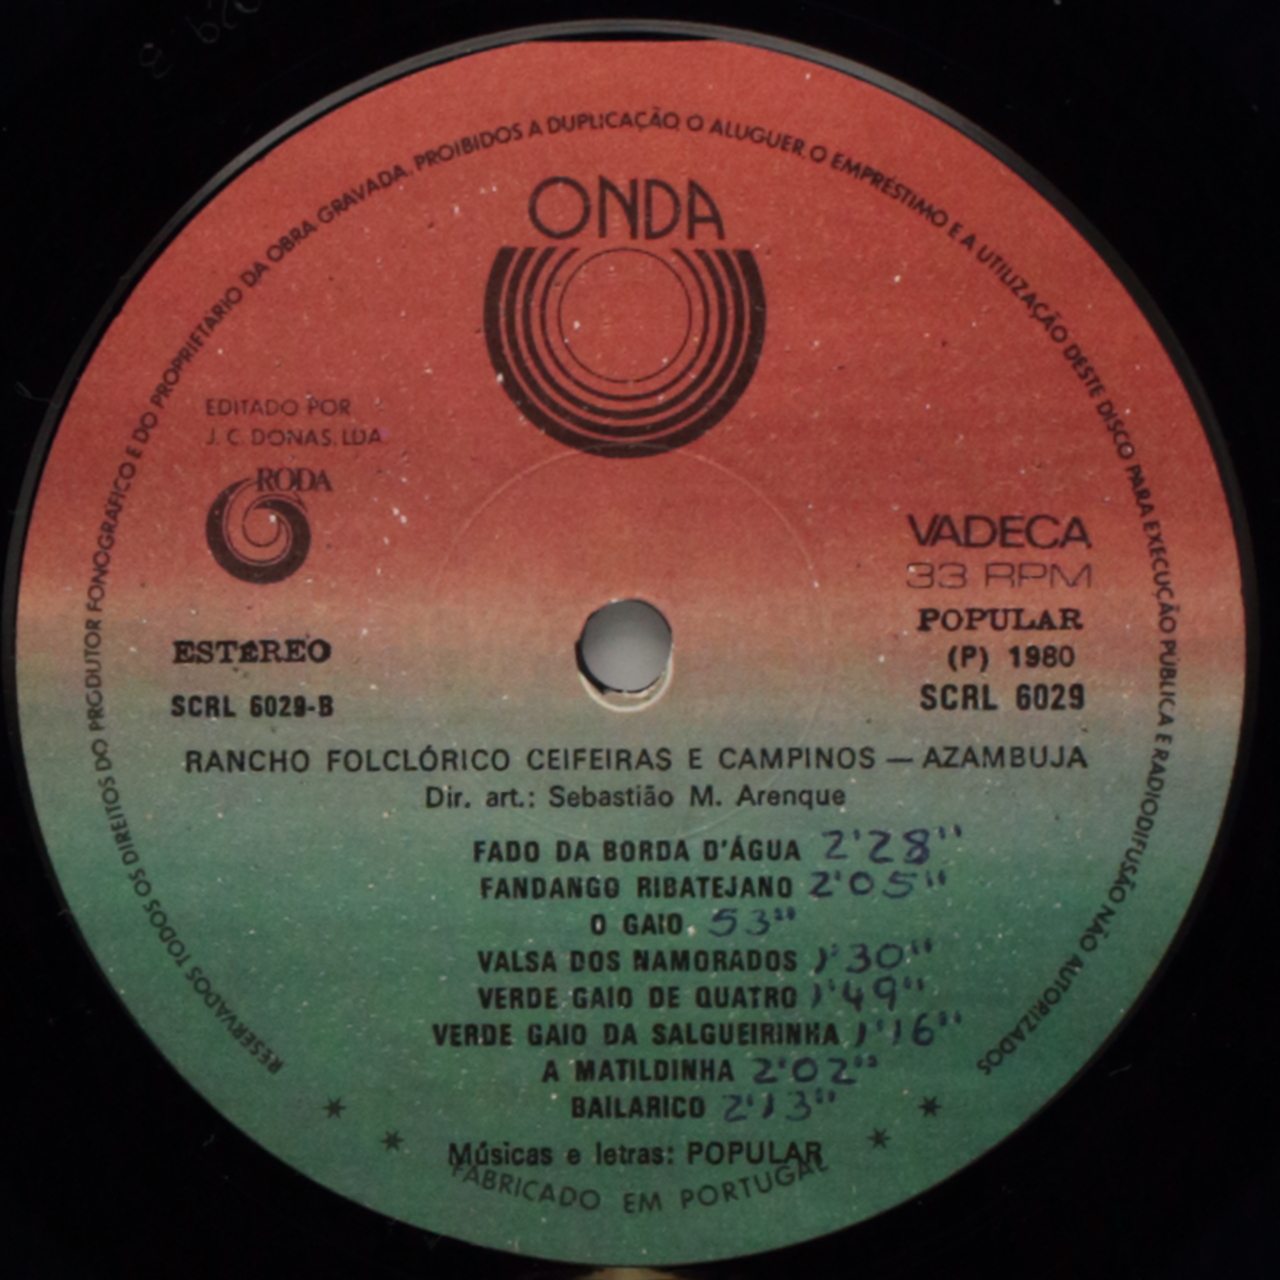 RESERVADOS TODOS OS DIREITOS DO PRODUTOR FONOGRÁFICO E DO PROPRIETARIO DA OBRA GRAVADA. PROIBIDOS A DUPLICAÇÃO O ALUGUER O EMPRÉSTIMO E A UTILIZAÇÃO DESTE DISCO PARA EXECUÇÃO PÚBLICA E RADIODIFUSÃO NÃO AUTORIZADOS
ONDA
EDITADO POR
J. C. DONAS, LDA
RODA
VADECA
33 RPM
POPULAR
(P) 1980
SCRL 6029
ESTÉREO
SCRL 6029-B
RANCHO FOLCLÓRICO CEIFEIRAS E CAMPINOS — AZAMBUJA
Dir. art.: Sebastião M. Arenque
FADO DA BORDA D'ÁGUA 2'28"
FANDANGO RIBATEJANO 2'05"
O GAIO. 53"
VALSA DOS NAMORADOS 1'30"
VERDE GAIO DE QUATRO 1'49"
VERDE GAIO DA SALGUEIRINHA 1'16"
A MATILDINHA 2'02"
BAILARICO 2'13"
Músicas e letras: POPULAR
FABRICADO EM PORTUGAL